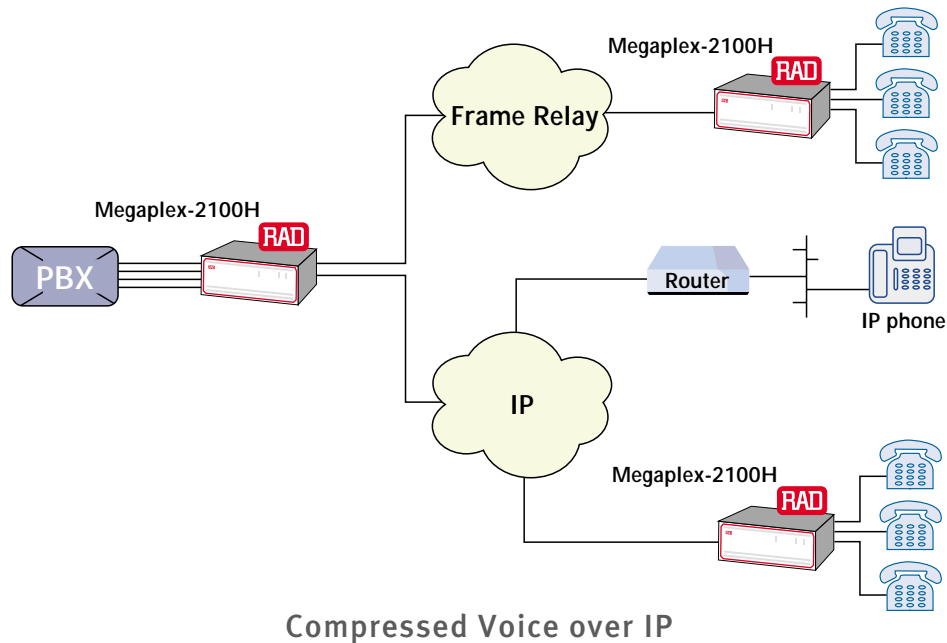 Megaplex-2100H
RAD
Frame Relay
Megaplex-2100H
RAD
PBX
Router
IP phone
IP
Megaplex-2100H
RAD
Compressed Voice over IP